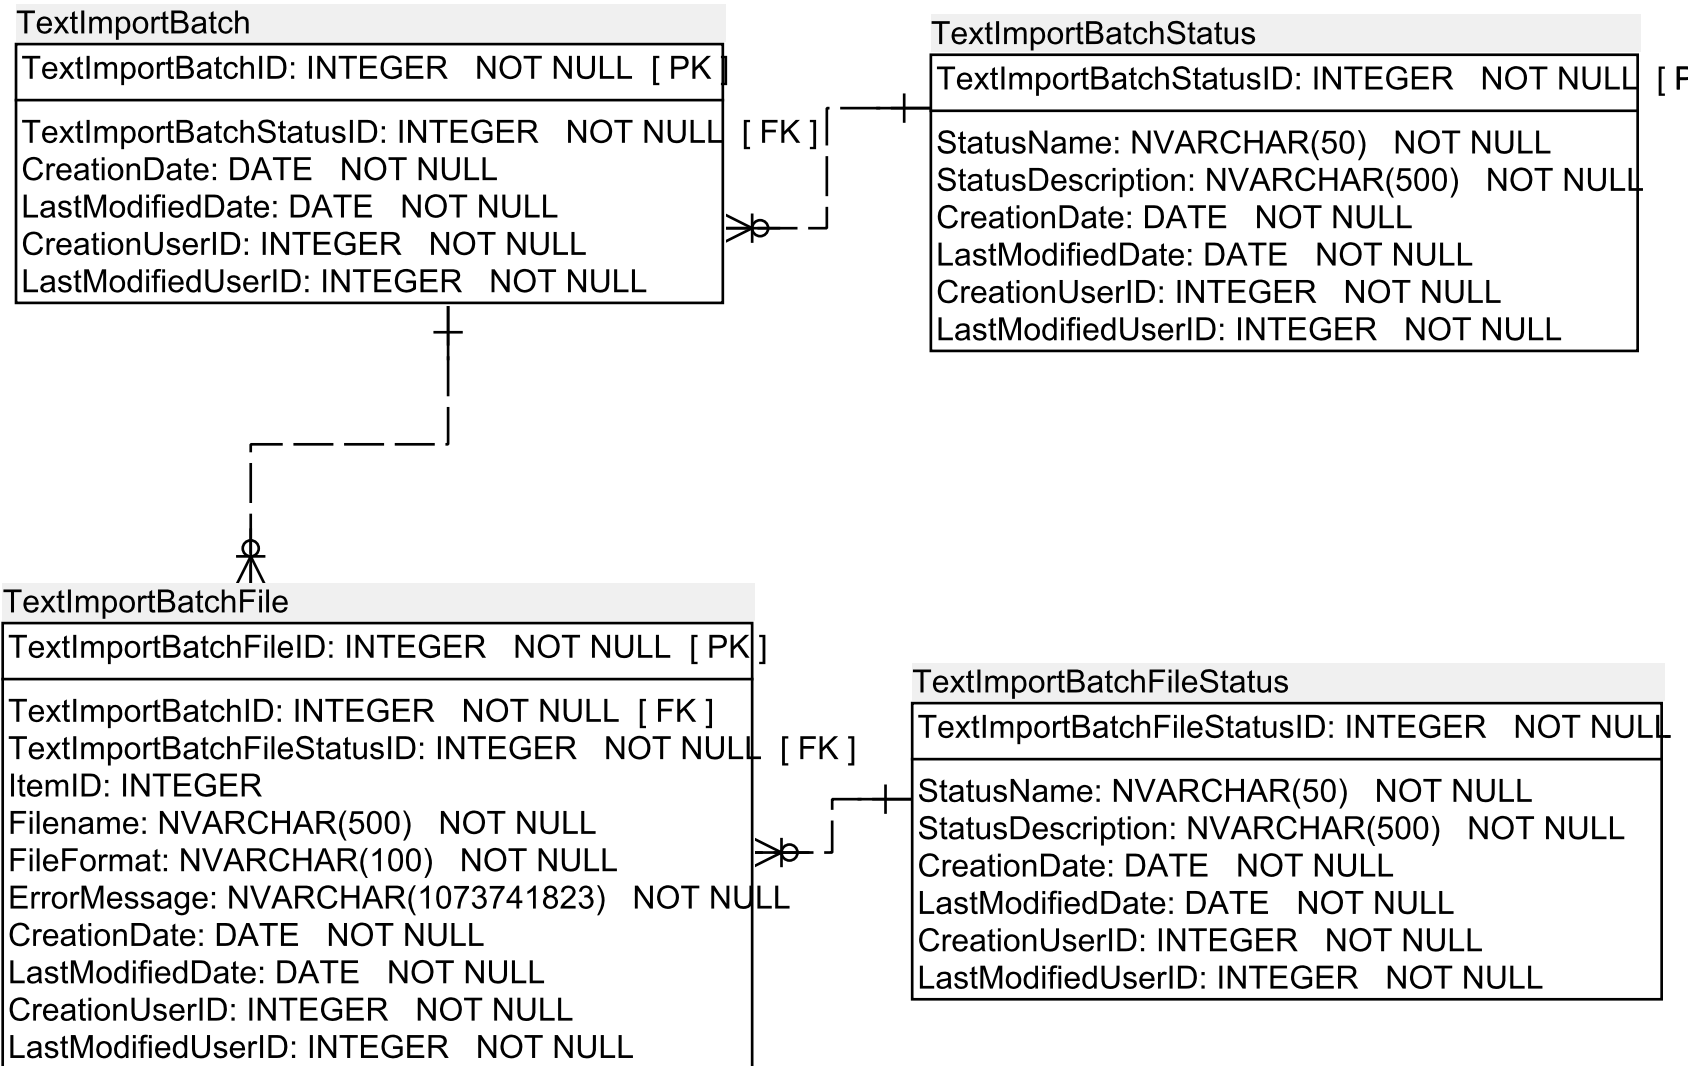 TextImportBatch
TextImportBatchID: INTEGER NOT NULL [ PK ]
TextImportBatchStatusID: INTEGER NOT NULL [ FK ]
CreationDate: DATE NOT NULL
LastModifiedDate: DATE NOT NULL
CreationUserID: INTEGER NOT NULL
LastModifiedUserID: INTEGER NOT NULL
TextImportBatchStatus
TextImportBatchStatusID: INTEGER NOT NULL [ P
StatusName: NVARCHAR(50) NOT NULL
StatusDescription: NVARCHAR(500) NOT NULL
CreationDate: DATE NOT NULL
LastModifiedDate: DATE NOT NULL
CreationUserID: INTEGER NOT NULL
LastModifiedUserID: INTEGER NOT NULL
TextImportBatchFile
TextImportBatchFileID: INTEGER NOT NULL [ PK ]
TextImportBatchID: INTEGER NOT NULL [ FK ]
TextImportBatchFileStatusID: INTEGER NOT NULL [ FK ]
ItemID: INTEGER
Filename: NVARCHAR(500) NOT NULL
FileFormat: NVARCHAR(100) NOT NULL
ErrorMessage: NVARCHAR(1073741823) NOT NULL
CreationDate: DATE NOT NULL
LastModifiedDate: DATE NOT NULL
CreationUserID: INTEGER NOT NULL
LastModifiedUserID: INTEGER NOT NULL
TextImportBatchFileStatus
TextImportBatchFileStatusID: INTEGER NOT NULL
StatusName: NVARCHAR(50) NOT NULL
StatusDescription: NVARCHAR(500) NOT NULL
CreationDate: DATE NOT NULL
LastModifiedDate: DATE NOT NULL
CreationUserID: INTEGER NOT NULL
LastModifiedUserID: INTEGER NOT NULL